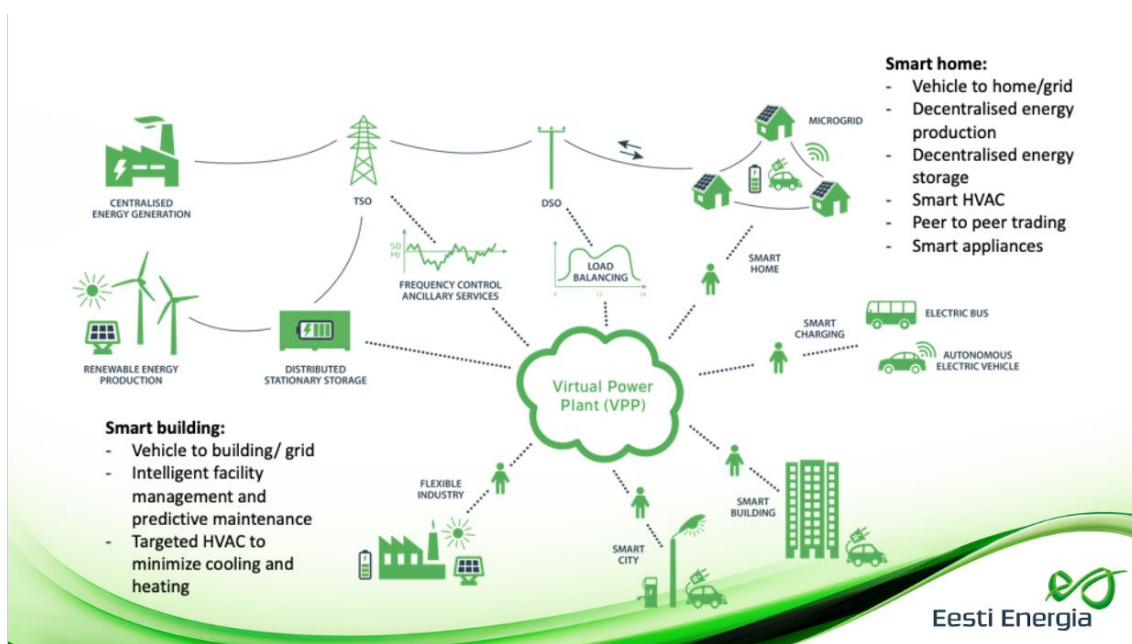 Smart home:
- Vehicle to home/grid
- Decentralised energy
production
- Decentralised energy
storage
- Smart HVAC
- Peer to peer trading
- Smart appliances
MICROGRID
CENTRALISED
ENERGY GENERATION
TSO
DSO
50
Hz
FREQUENCY CONTROL
ANCILLARY SERVICES
LOAD
BALANCING
0 12 24
SMART
HOME
RENEWABLE ENERGY
PRODUCTION
DISTRIBUTED
STATIONARY STORAGE
SMART
CHARGING
ELECTRIC BUS
AUTONOMOUS
ELECTRIC VEHICLE
Virtual Power
Plant (VPP)
Smart building:
- Vehicle to building/ grid
- Intelligent facility
management and
predictive maintenance
- Targeted HVAC to
minimize cooling and
heating
FLEXIBLE
INDUSTRY
SMART
CITY
SMART
BUILDING
Eesti Energia